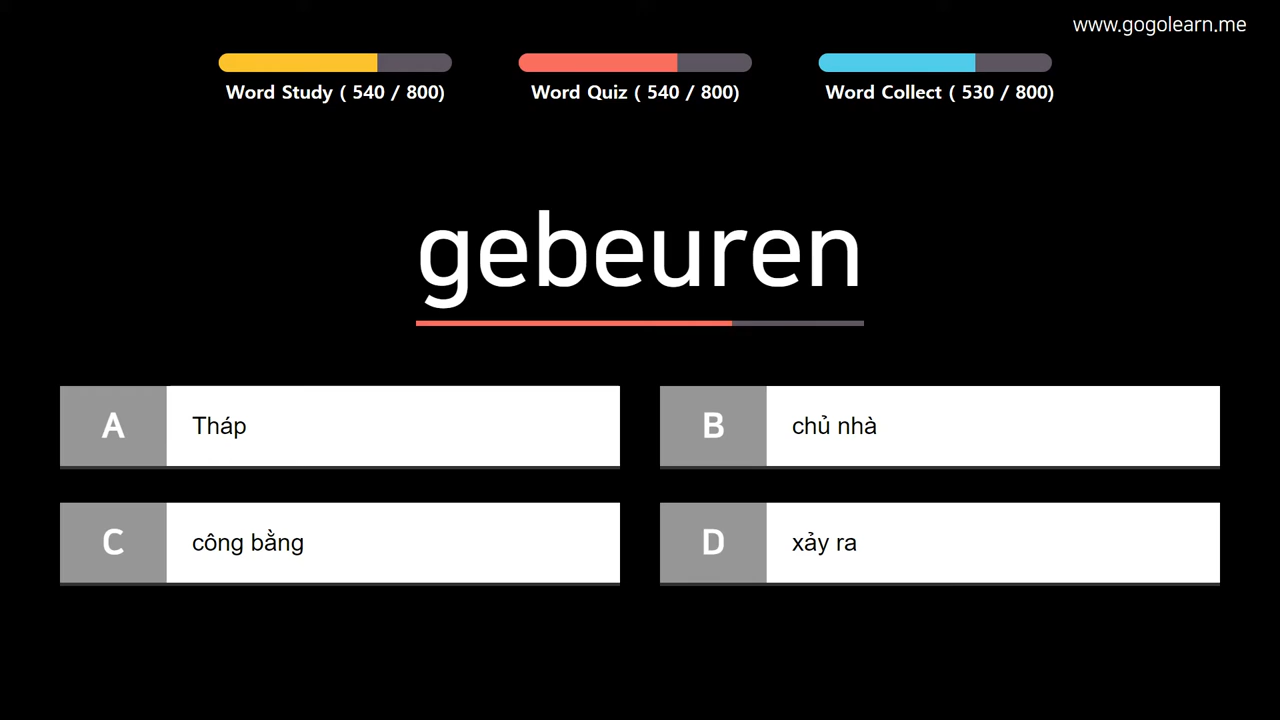 www.gogolearn.me
Word Study ( 540 / 800)
Word Quiz ( 540 / 800)
Word Collect ( 530 / 800)
gebeuren
A
Tháp
B
chủ nhà
C
công bằng
D
xảy ra